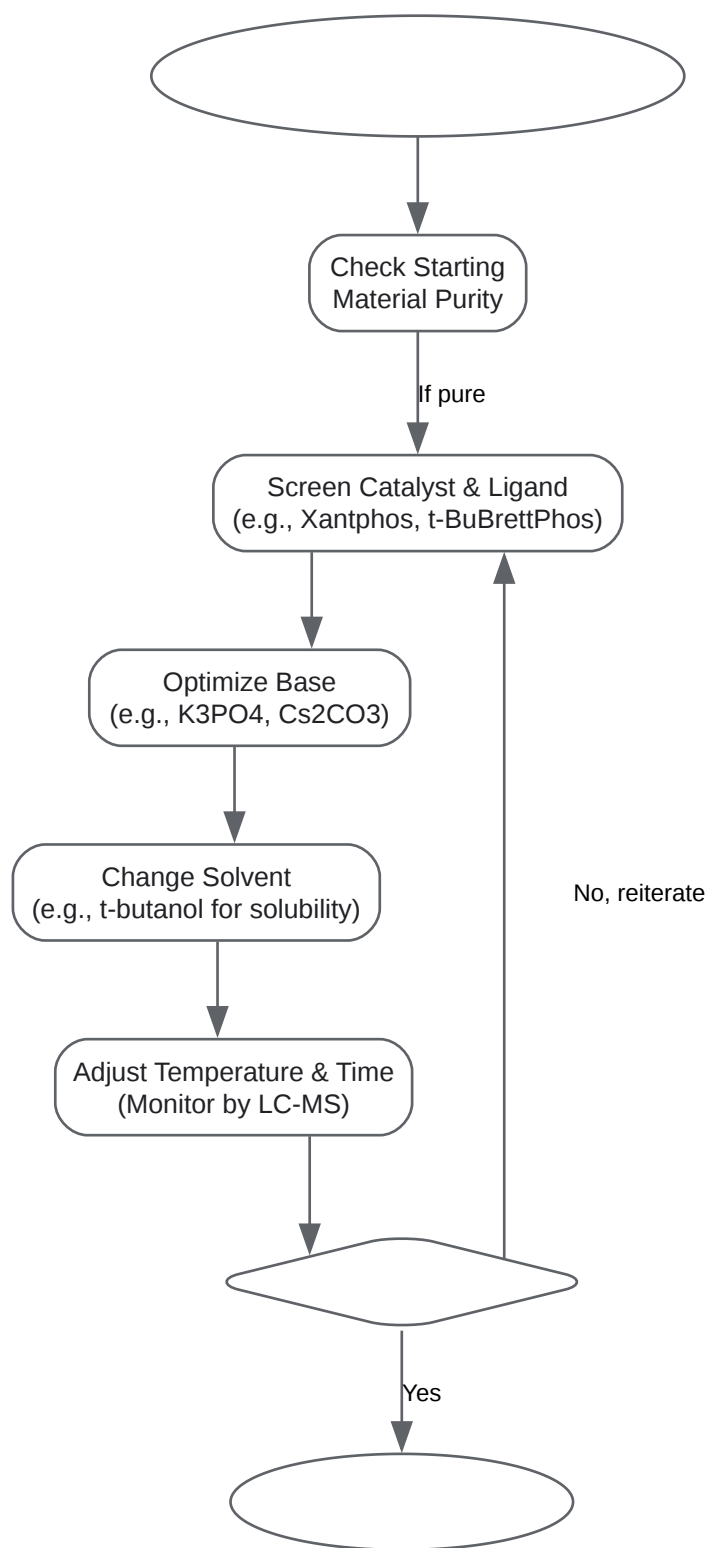 Check Starting
Material Purity
If pure
Screen Catalyst & Ligand
(e.g., Xantphos, t-BuBrettPhos)
Optimize Base
(e.g., K3PO4, Cs2CO3)
Change Solvent
(e.g., t-butanol for solubility)
No, reiterate
Adjust Temperature & Time
(Monitor by LC-MS)
Yes